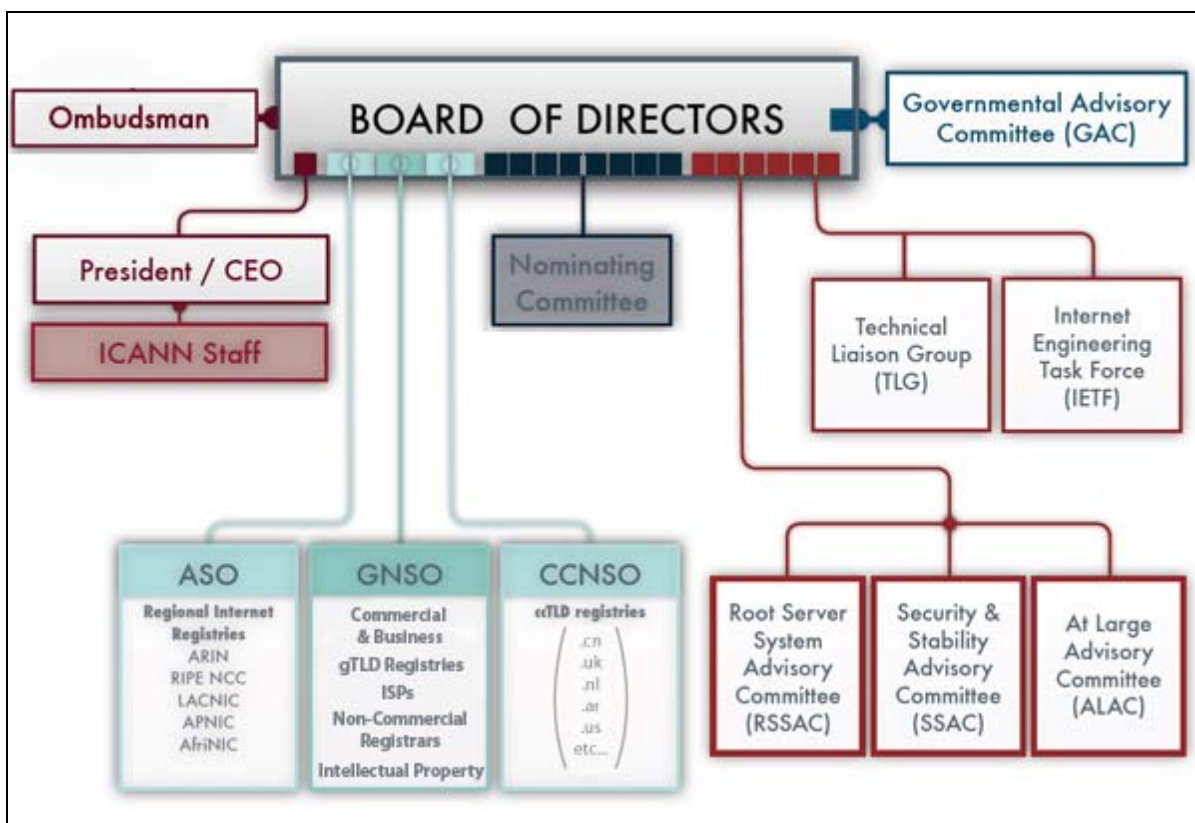 BOARD OF DIRECTORS
Ombudsman
Governmental Advisory
Committee (GAC)
President / CEO
ICANN Staff
Nominating
Committee
Technical
Liaison Group
(TLG)
Internet
Engineering
Task Force
(IETF)
ASO
Regional Internet
Registries
ARIN
RIPE NCC
LACNIC
APNIC
AfriNIC
GNSO
Commercial
& Business
gTLD Registries
ISPs
Non-Commercial
Registrars
Intellectual Property
CCNSO
ccTLD registries
.cn
.uk
.nl
.ar
.us
etc...
Root Server
System
Advisory
Committee
(RSSAC)
Security &
Stability
Advisory
Committee
(SSAC)
At Large
Advisory
Committee
(ALAC)